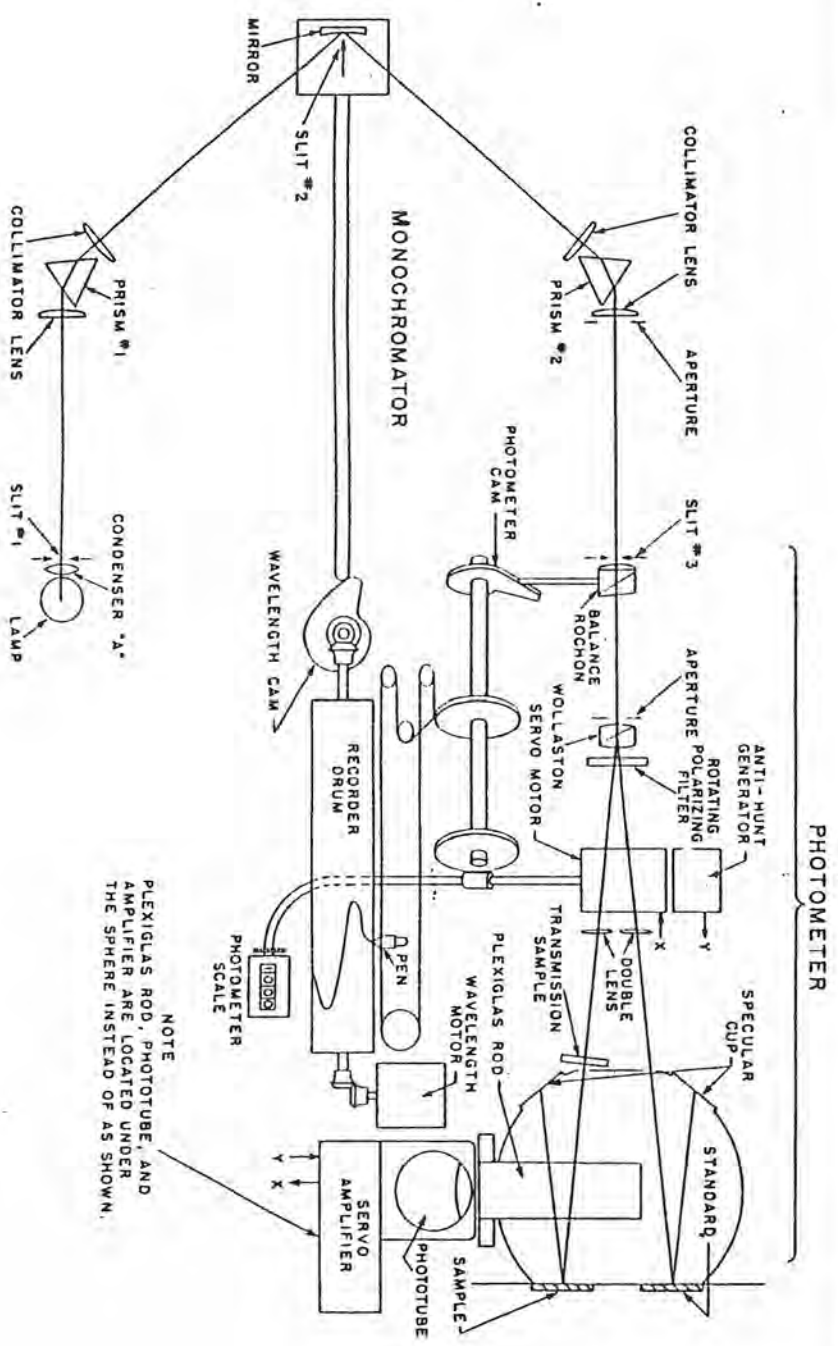 PHOTOMETER
MONOCHROMATOR
MIRROR
SLIT #2
COLLIMATOR LENS
PRISM #2
APERTURE
SLIT #3
BALANCE
ROCHON
PHOTOMETER
CAM
APERTURE
WOLLASTON
ROTATING
POLARIZING
FILTER
SERVO MOTOR
ANTI-HUNT
GENERATOR
X
Y
DOUBLE
LENS
TRANSMISSION
SAMPLE
SPECULAR
CUP
STANDARD
PLEXIGLAS ROD
SAMPLE
PHOTOTUBE
SERVO
AMPLIFIER
Y
X
WAVELENGTH
MOTOR
PEN
RECORDER
DRUM
PHOTOMETER
SCALE
WAVELENGTH CAM
COLLIMATOR LENS
PRISM #1
SLIT #1
CONDENSER "A"
LAMP
NOTE
PLEXIGLAS ROD, PHOTOTUBE, AND
AMPLIFIER ARE LOCATED UNDER
THE SPHERE INSTEAD OF AS SHOWN.